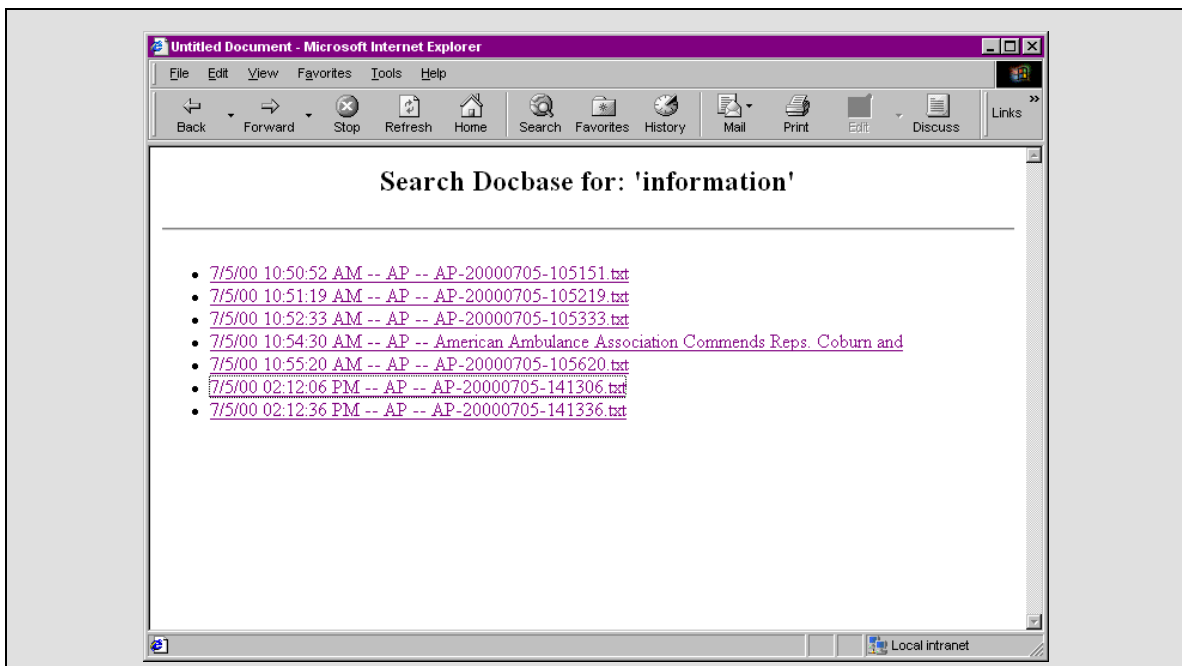 Untitled Document - Microsoft Internet Explorer
File Edit View Favorites Tools Help
Back Forward Stop Refresh Home Search Favorites History Mail Print Edit Discuss Links »
Search Docbase for: 'information'
• 7/5/00 10:50:52 AM -- AP -- AP-20000705-105151.txt
• 7/5/00 10:51:19 AM -- AP -- AP-20000705-105219.txt
• 7/5/00 10:52:33 AM -- AP -- AP-20000705-105333.txt
• 7/5/00 10:54:30 AM -- AP -- American Ambulance Association Commends Reps. Coburn and
• 7/5/00 10:55:20 AM -- AP -- AP-20000705-105620.txt
• 7/5/00 02:12:06 PM -- AP -- AP-20000705-141306.txt
• 7/5/00 02:12:36 PM -- AP -- AP-20000705-141336.txt
Local intranet